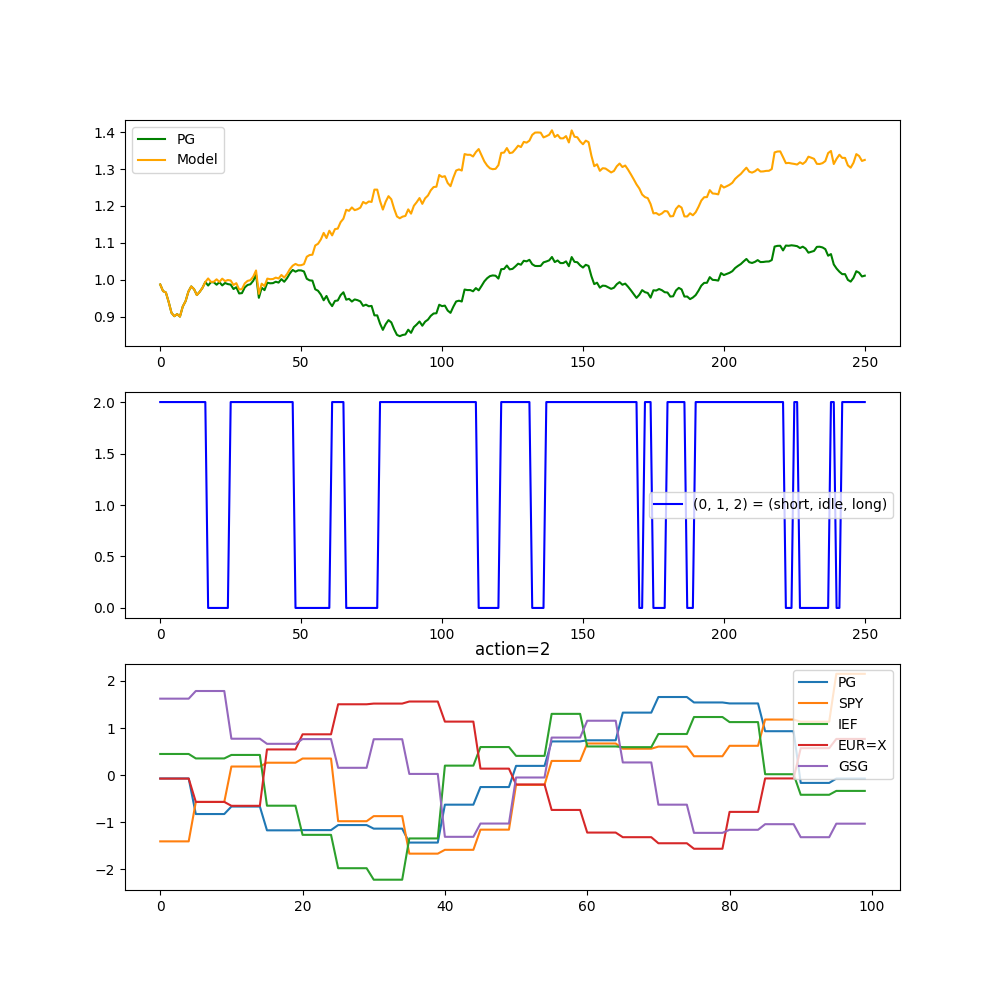 PG
Model
1.4
1.3
1.2
1.1
1.0
0.9
0 50 100 150 200 250
(0, 1, 2) = (short, idle, long)
2.0
1.5
1.0
0.5
0.0
0 50 100 150 200 250
action=2
PG
SPY
IEF
EUR=X
GSG
2
1
0
−1
−2
0 20 40 60 80 100